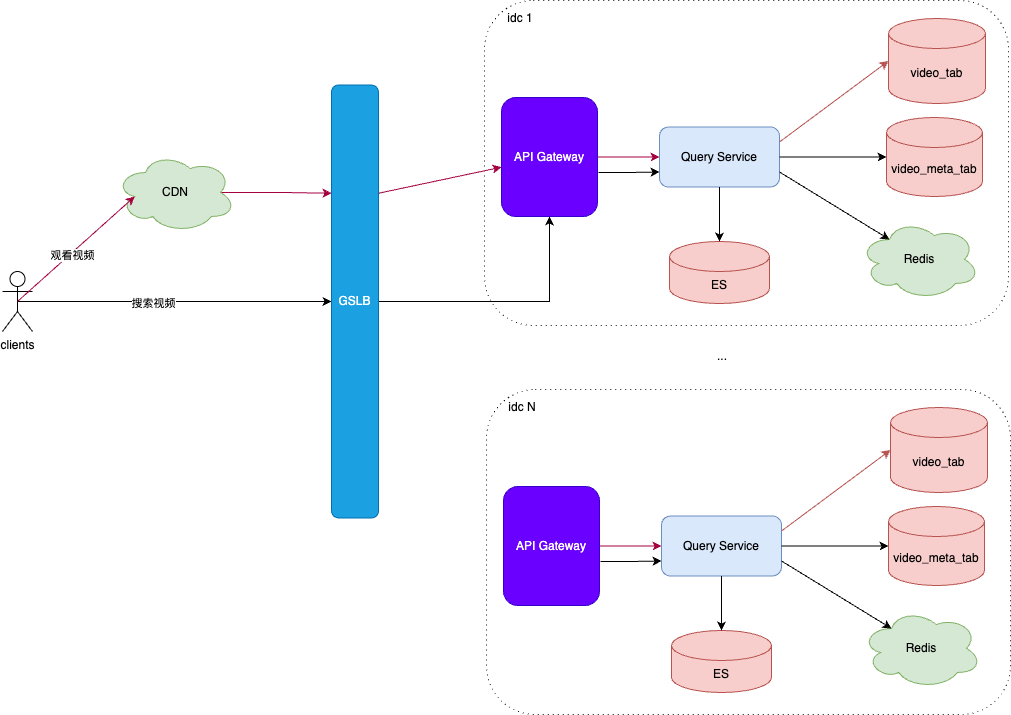 idc 1
video_tab
API Gateway
Query Service
video_meta_tab
CDN
观看视频
Redis
ES
GSLB
搜索视频
clients
...
idc N
video_tab
API Gateway
Query Service
video_meta_tab
Redis
ES